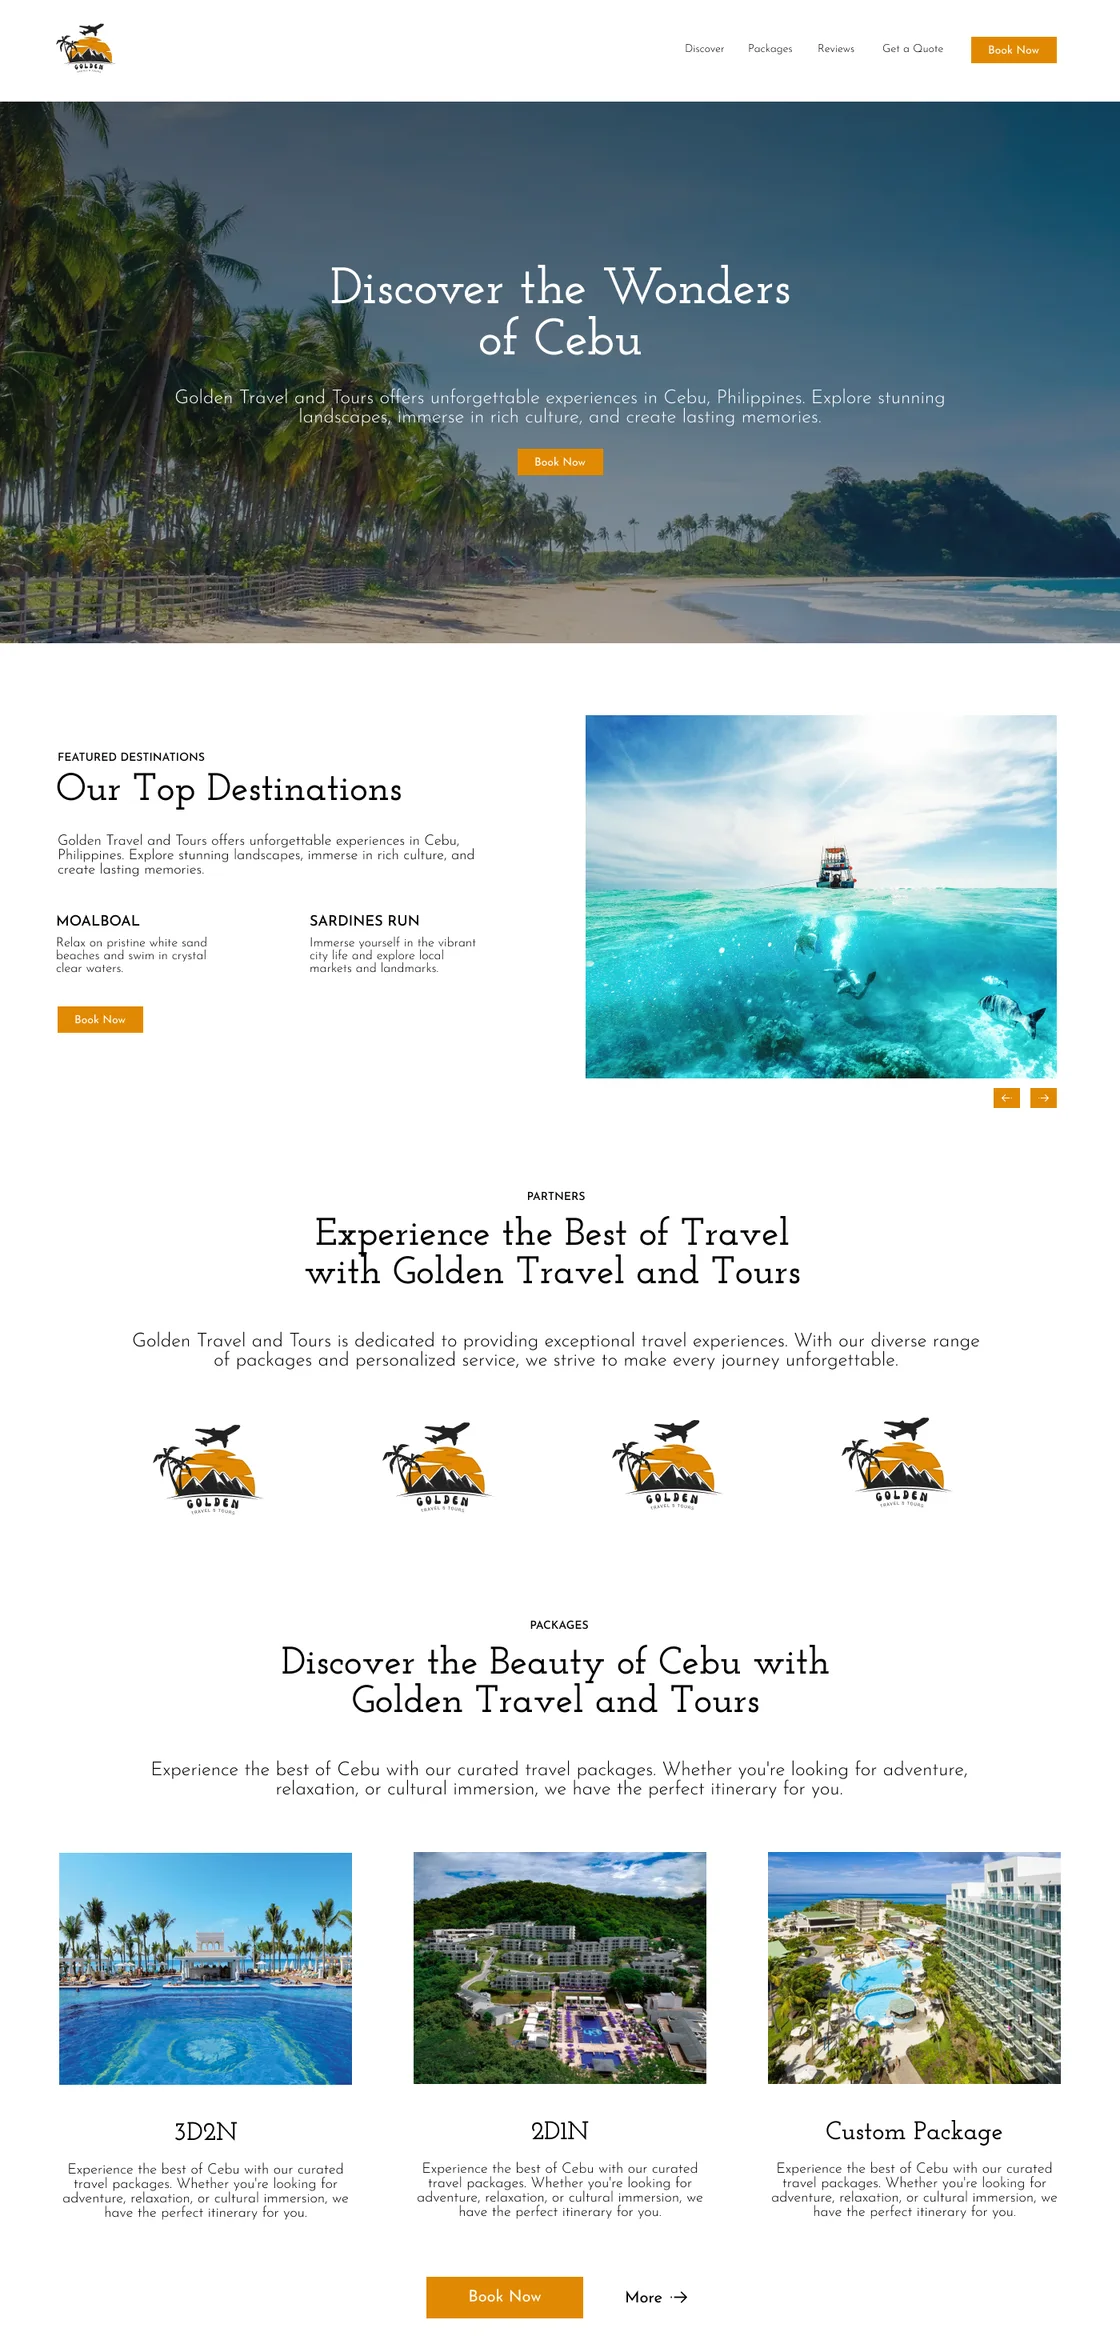 GOLDEN
TRAVEL & TOURS
Discover
Packages
Reviews
Get a Quote
Book Now
Discover the Wonders
of Cebu
Golden Travel and Tours offers unforgettable experiences in Cebu, Philippines. Explore stunning
landscapes, immerse in rich culture, and create lasting memories.
Book Now
FEATURED DESTINATIONS
Our Top Destinations
Golden Travel and Tours offers unforgettable experiences in Cebu,
Philippines. Explore stunning landscapes, immerse in rich culture, and
create lasting memories.
MOALBOAL
Relax on pristine white sand
beaches and swim in crystal
clear waters.
SARDINES RUN
Immerse yourself in the vibrant
city life and explore local
markets and landmarks.
Book Now
PARTNERS
Experience the Best of Travel
with Golden Travel and Tours
Golden Travel and Tours is dedicated to providing exceptional travel experiences. With our diverse range
of packages and personalized service, we strive to make every journey unforgettable.
GOLDEN
TRAVEL & TOURS
GOLDEN
TRAVEL & TOURS
GOLDEN
TRAVEL & TOURS
GOLDEN
TRAVEL & TOURS
PACKAGES
Discover the Beauty of Cebu with
Golden Travel and Tours
Experience the best of Cebu with our curated travel packages. Whether you're looking for adventure,
relaxation, or cultural immersion, we have the perfect itinerary for you.
3D2N
Experience the best of Cebu with our curated
travel packages. Whether you're looking for
adventure, relaxation, or cultural immersion, we
have the perfect itinerary for you.
2D1N
Experience the best of Cebu with our curated
travel packages. Whether you're looking for
adventure, relaxation, or cultural immersion, we
have the perfect itinerary for you.
Custom Package
Experience the best of Cebu with our curated
travel packages. Whether you're looking for
adventure, relaxation, or cultural immersion, we
have the perfect itinerary for you.
Book Now
More